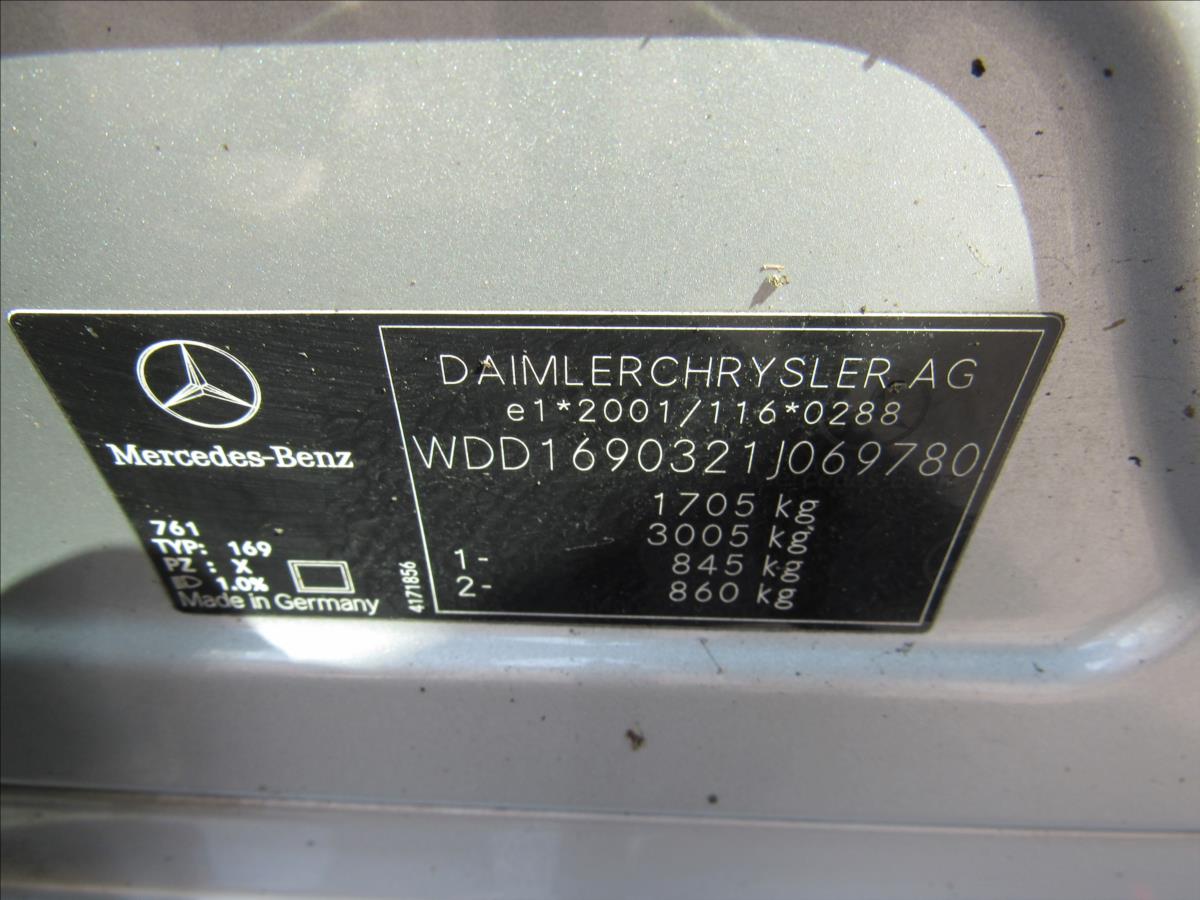 Mercedes-Benz
761
TYP: 169
PZ : X
1.0%
Made in Germany
4171856
DAIMLERCHRYSLER AG
e1*2001/116*0288
WDD1690321J069780
1705 kg
3005 kg
1- 845 kg
2- 860 kg